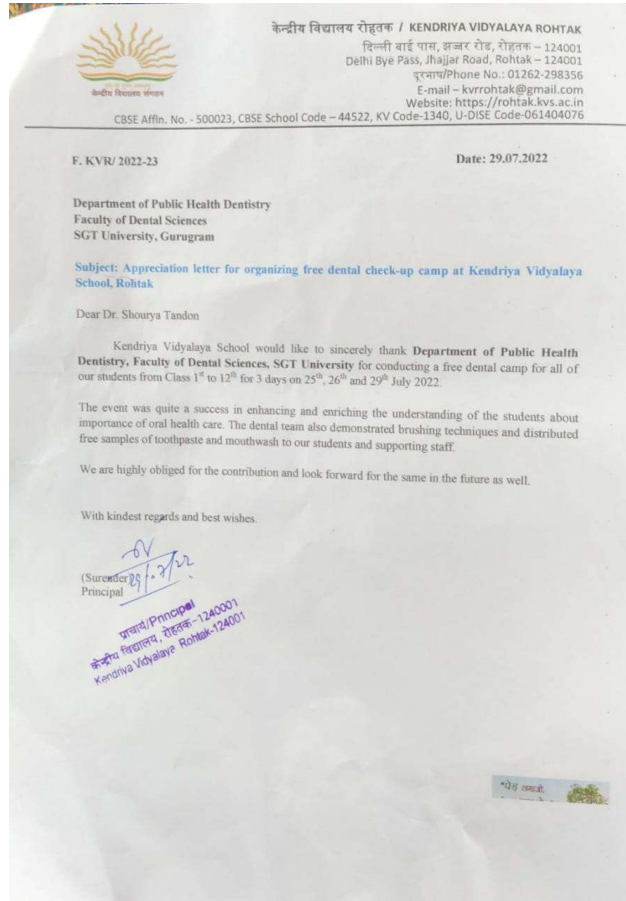 केन्द्रीय विद्यालय रोहतक / KENDRIYA VIDYALAYA ROHTAK
दिल्ली बाई पास, झज्जर रोड, रोहतक – 124001
Delhi Bye Pass, Jhajjar Road, Rohtak – 124001
दूरभाष/Phone No.: 01262-298356
E-mail – kvrrohtak@gmail.com
Website: https://rohtak.kvs.ac.in
केन्द्रीय विद्यालय संगठन
CBSE Affln. No. - 500023, CBSE School Code – 44522, KV Code-1340, U-DISE Code-061404076
F. KVR/ 2022-23
Date: 29.07.2022
Department of Public Health Dentistry
Faculty of Dental Sciences
SGT University, Gurugram
Subject: Appreciation letter for organizing free dental check-up camp at Kendriya Vidyalaya
School, Rohtak
Dear Dr. Shourya Tandon
Kendriya Vidyalaya School would like to sincerely thank Department of Public Health
Dentistry, Faculty of Dental Sciences, SGT University for conducting a free dental camp for all of
our students from Class 1st to 12th for 3 days on 25th, 26th and 29th July 2022.
The event was quite a success in enhancing and enriching the understanding of the students about
importance of oral health care. The dental team also demonstrated brushing techniques and distributed
free samples of toothpaste and mouthwash to our students and supporting staff.
We are highly obliged for the contribution and look forward for the same in the future as well.
With kindest regards and best wishes.
(Surender
29/07/22
Principal
प्राचार्य/Principal
केन्द्रीय विद्यालय, रोहतक-1240001
Kendriya Vidyalaya Rohtak-124001
"पेड़ लगाओ